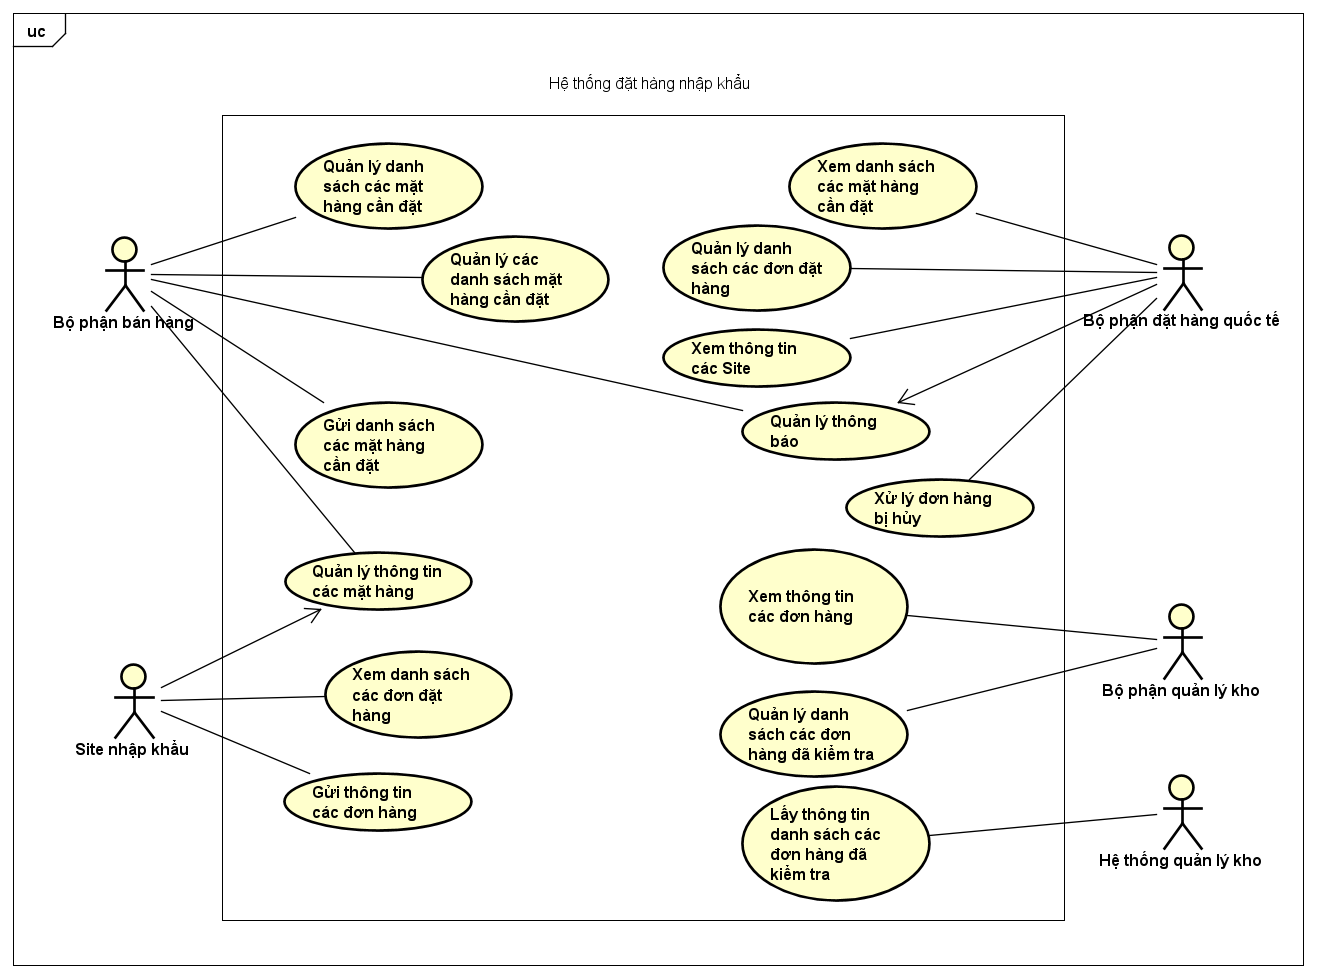 uc
Hệ thống đặt hàng nhập khẩu
Quản lý danh
sách các mặt
hàng cần đặt
Xem danh sách
các mặt hàng
cần đặt
Quản lý các
danh sách mặt
hàng cần đặt
Quản lý danh
sách các đơn đặt
hàng
Bộ phận bán hàng
Bộ phận đặt hàng quốc tế
Xem thông tin
các Site
Gửi danh sách
các mặt hàng
cần đặt
Quản lý thông
báo
Xử lý đơn hàng
bị hủy
Quản lý thông tin
các mặt hàng
Xem thông tin
các đơn hàng
Xem danh sách
các đơn đặt
hàng
Bộ phận quản lý kho
Site nhập khẩu
Quản lý danh
sách các đơn
hàng đã kiểm tra
Gửi thông tin
các đơn hàng
Lấy thông tin
danh sách các
đơn hàng đã
kiểm tra
Hệ thống quản lý kho